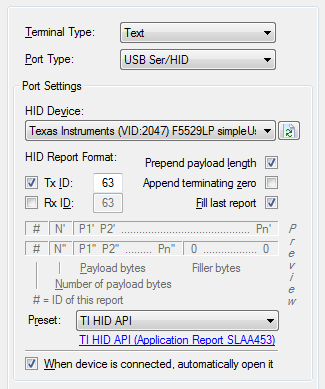 Terminal Type: Text
Port Type: USB Ser/HID
Port Settings
HID Device:
Texas Instruments (VID:2047) F5529LP simpleUs
HID Report Format:
Prepend payload length
Tx ID: 63
Append terminating zero
Rx ID: 63
Fill last report
# N' P1' P2' ............... Pn'
# N" P1" P2" ........ Pn" 0 ................ 0
Preview
Payload bytes Filler bytes
Number of payload bytes
# = ID of this report
Preset: TI HID API
TI HID API (Application Report SLAA453)
When device is connected, automatically open it